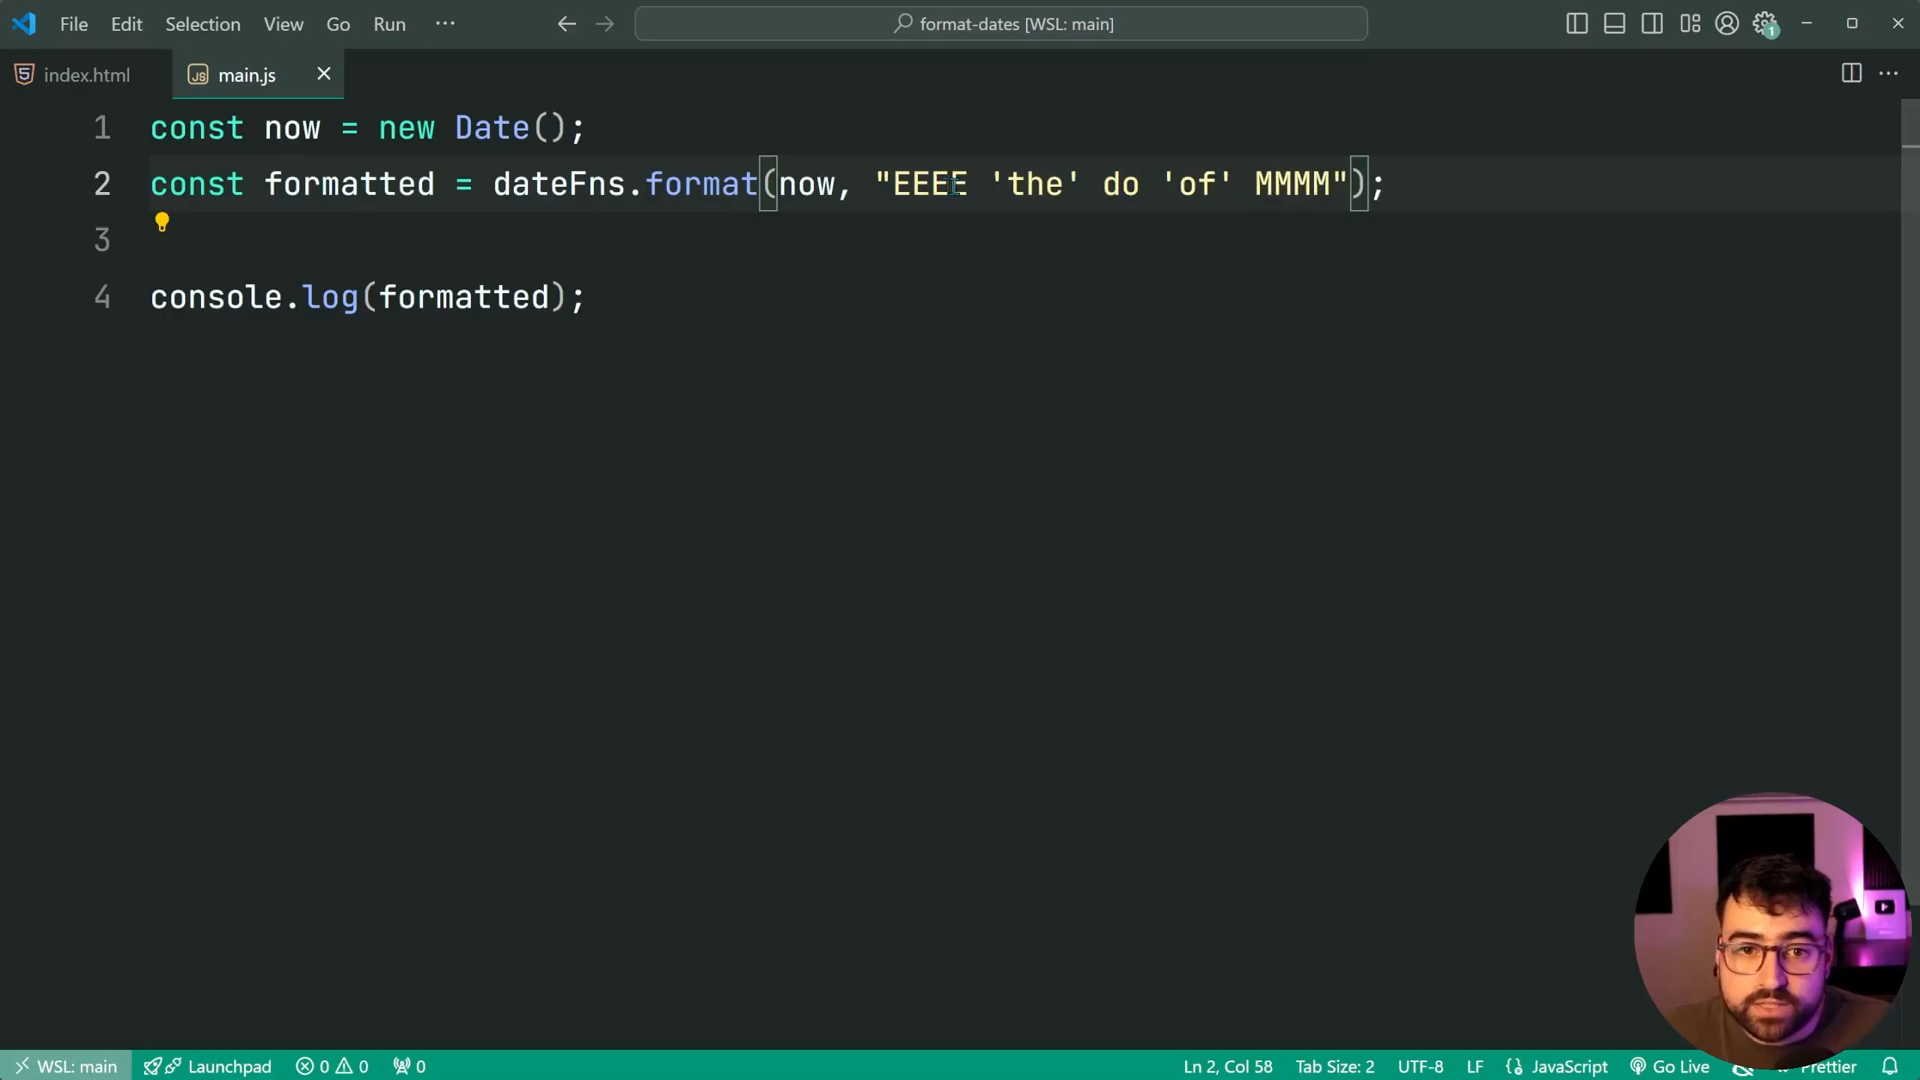 File Edit Selection View Go Run ··· format-dates [WSL: main] 1
index.html main.js
1 const now = new Date();
2 const formatted = dateFns.format(now, "EEEE 'the' do 'of' MMMM");
3
4 console.log(formatted);
WSL: main Launchpad 0 0 0 Ln 2, Col 58 Tab Size: 2 UTF-8 LF JavaScript Go Live Prettier